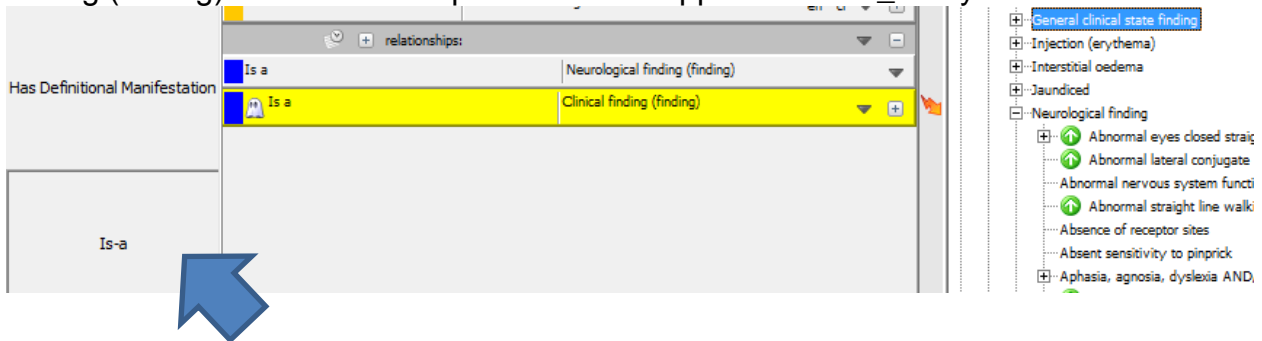 General clinical state finding
relationships:
Injection (erythema)
Interstitial oedema
Is a
Neurological finding (finding)
Has Definitional Manifestation
Jaundiced
Is a
Clinical finding (finding)
Neurological finding
Abnormal eyes closed straig
Abnormal lateral conjugate
Abnormal nervous system functi
Abnormal straight line walki
Is-a
Absence of receptor sites
Absent sensitivity to pinprick
Aphasia, agnosia, dyslexia AND,